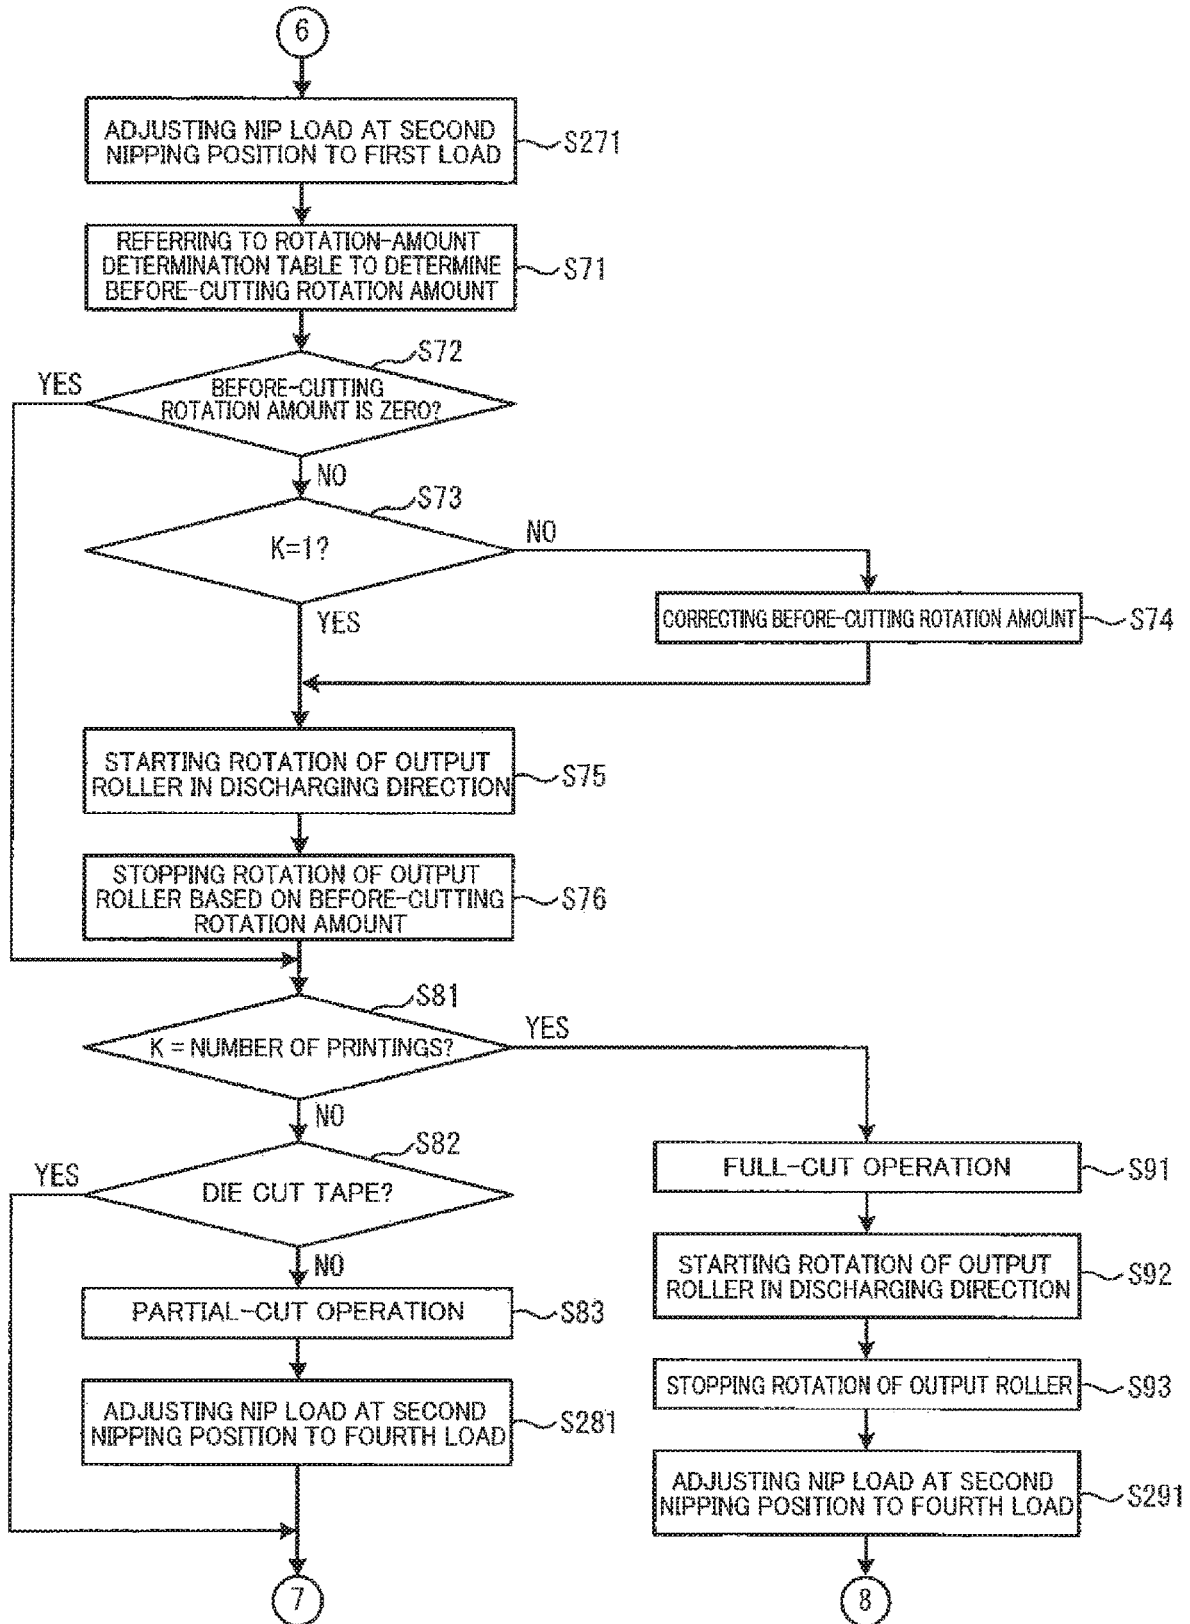 6
ADJUSTING NIP LOAD AT SECOND
NIPPING POSITION TO FIRST LOAD
S271
REFERRING TO ROTATION-AMOUNT
DETERMINATION TABLE TO DETERMINE
BEFORE-CUTTING ROTATION AMOUNT
S71
S72
YES
BEFORE-CUTTING
ROTATION AMOUNT IS ZERO?
NO
S73
K=1?
NO
YES
CORRECTING BEFORE-CUTTING ROTATION AMOUNT
S74
STARTING ROTATION OF OUTPUT
ROLLER IN DISCHARGING DIRECTION
S75
STOPPING ROTATION OF OUTPUT
ROLLER BASED ON BEFORE-CUTTING
ROTATION AMOUNT
S76
S81
K = NUMBER OF PRINTINGS?
YES
NO
S82
YES
DIE CUT TAPE?
NO
PARTIAL-CUT OPERATION
S83
ADJUSTING NIP LOAD AT SECOND
NIPPING POSITION TO FOURTH LOAD
S281
7
FULL-CUT OPERATION
S91
STARTING ROTATION OF OUTPUT
ROLLER IN DISCHARGING DIRECTION
S92
STOPPING ROTATION OF OUTPUT ROLLER
S93
ADJUSTING NIP LOAD AT SECOND
NIPPING POSITION TO FOURTH LOAD
S291
8